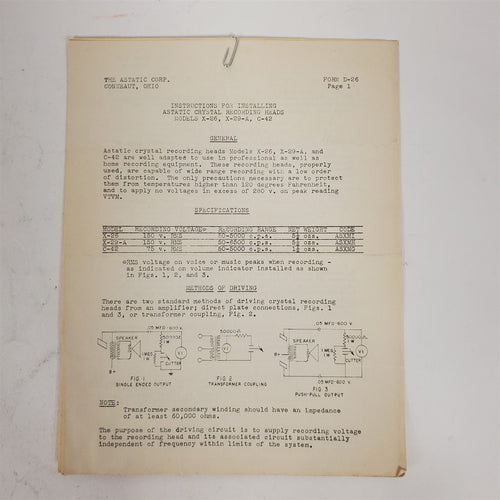 THE ASTATIC CORP. FORM D-26
CONNEAUT, OHIO Page 1
INSTRUCTIONS FOR INSTALLING
ASTATIC CRYSTAL RECORDING HEADS
MODELS X-26, X-29-A, C-42
GENERAL
Astatic crystal recording heads Models X-26, X-29-A, and
C-42 are well adapted to use in professional as well as
home recording equipment. These recording heads, properly
used, are capable of wide range recording with a low order
of distortion. The only precautions necessary are to protect
them from temperatures higher than 120 degrees Fahrenheit,
and to apply no voltages in excess of 280 v. on peak reading
VTVM.
SPECIFICATIONS
MODEL RECORDING VOLTAGE* RECORDING RANGE NET WEIGHT CODE
X-26 150 v. RMS 50-5000 c.p.s. ozs.
X-29-A 150 v. RMS 50-6500 c.p.s. ozs.
C-42 75 v. RMS 50-5000 c.p.s. ozs.
*RMS voltage on voice or music peaks when recording -
as indicated on volume indicator installed as shown
in Figs. 1, 2, and 3.
METHODS OF DRIVING
There are two standard methods of driving crystal recording
heads from an amplifier; direct plate connections, Figs. 1
and 3, or transformer coupling, Fig. 2.
.05 MFD-600 V.
SPEAKER
B+
1 MEG.
1 W.
CUTTER
V.I.
FIG. 1
SINGLE ENDED OUTPUT
FIG. 2
TRANSFORMER COUPLING
.05 MFD-600 V.
SPEAKER
B+
V.I.
CUTTER
.05 MFD-600 V.
FIG. 3
PUSH-PULL OUTPUT
NOTE:
Transformer secondary winding should have an impedance
of at least 60,000 ohms.
The purpose of the driving circuit is to supply recording voltage
to the recording head and its associated circuit substantially
independent of frequency within limits of the system.